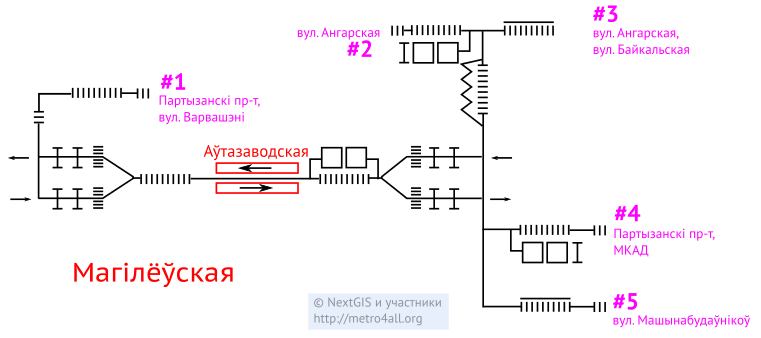 #1
Партызанскі пр-т,
вул. Варвашэні
вул. Ангарская
#2
#3
вул. Ангарская,
вул. Байкальская
Аўтазаводская
#4
Партызанскі пр-т,
МКАД
Магілёўская
© NextGIS и участники
http://metro4all.org
#5
вул. Машынабудаўнікоў